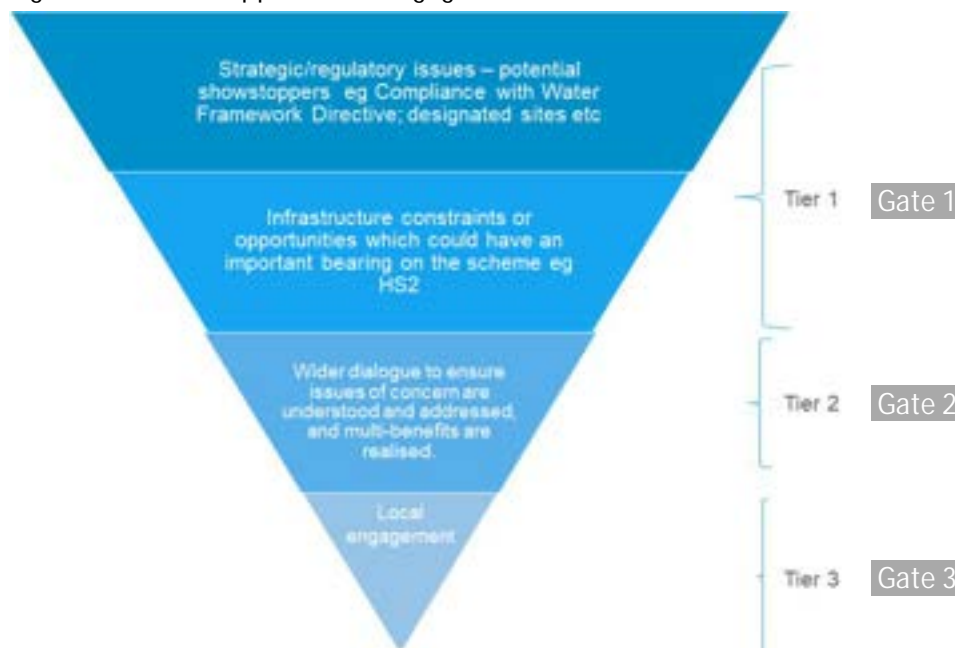 Strategic/regulatory issues – potential
showstoppers eg Compliance with Water
Framework Directive; designated sites etc
Infrastructure constraints or
opportunities which could have an
important bearing on the scheme eg
HS2
Tier 1
Gate 1
Wider dialogue to ensure
issues of concern are
understood and addressed,
and multi-benefits are
realised.
Tier 2
Gate 2
Local
engagement
Tier 3
Gate 3